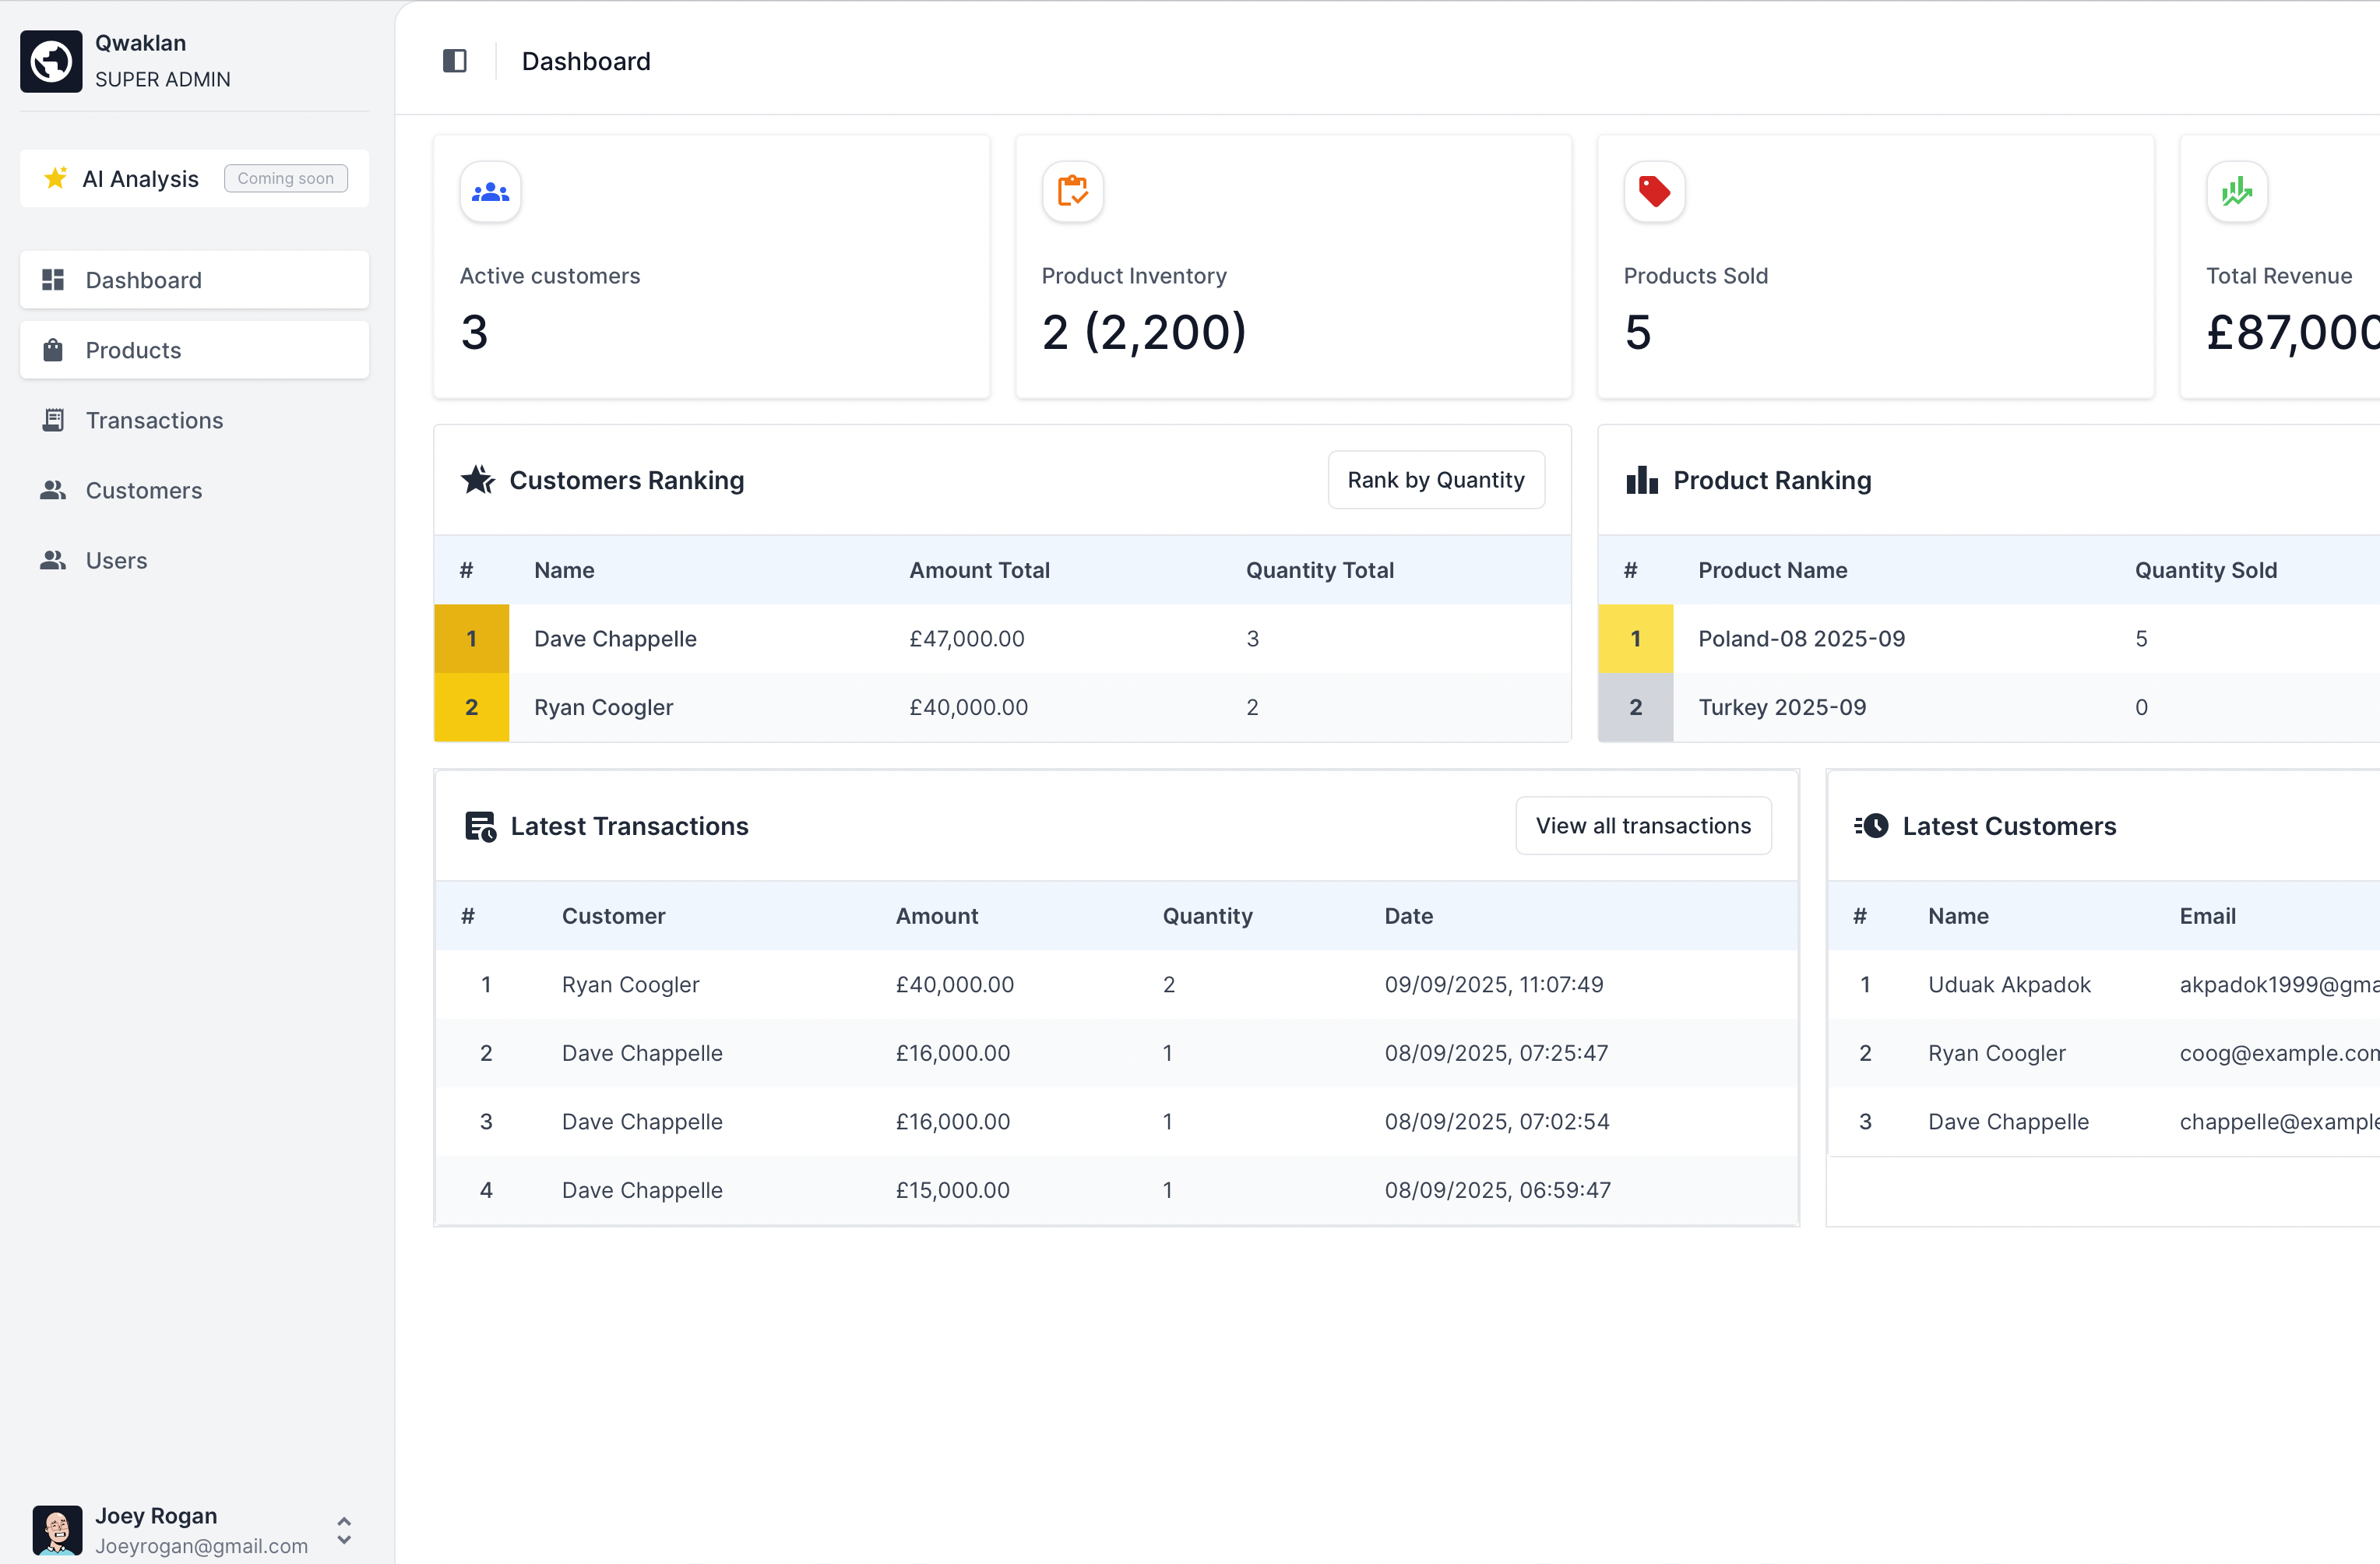 Qwaklan
SUPER ADMIN
AI Analysis Coming soon
Dashboard
Products
Transactions
Customers
Users
Joey Rogan
Joeyrogan@gmail.com
Dashboard
Active customers
3
Product Inventory
2 (2,200)
Products Sold
5
Total Revenue
£87,000
Customers Ranking Rank by Quantity
# Name Amount Total Quantity Total
1 Dave Chappelle £47,000.00 3
2 Ryan Coogler £40,000.00 2
Product Ranking
# Product Name Quantity Sold
1 Poland-08 2025-09 5
2 Turkey 2025-09 0
Latest Transactions View all transactions
# Customer Amount Quantity Date
1 Ryan Coogler £40,000.00 2 09/09/2025, 11:07:49
2 Dave Chappelle £16,000.00 1 08/09/2025, 07:25:47
3 Dave Chappelle £16,000.00 1 08/09/2025, 07:02:54
4 Dave Chappelle £15,000.00 1 08/09/2025, 06:59:47
Latest Customers
# Name Email
1 Uduak Akpadok akpadok1999@gma
2 Ryan Coogler coog@example.com
3 Dave Chappelle chappelle@example